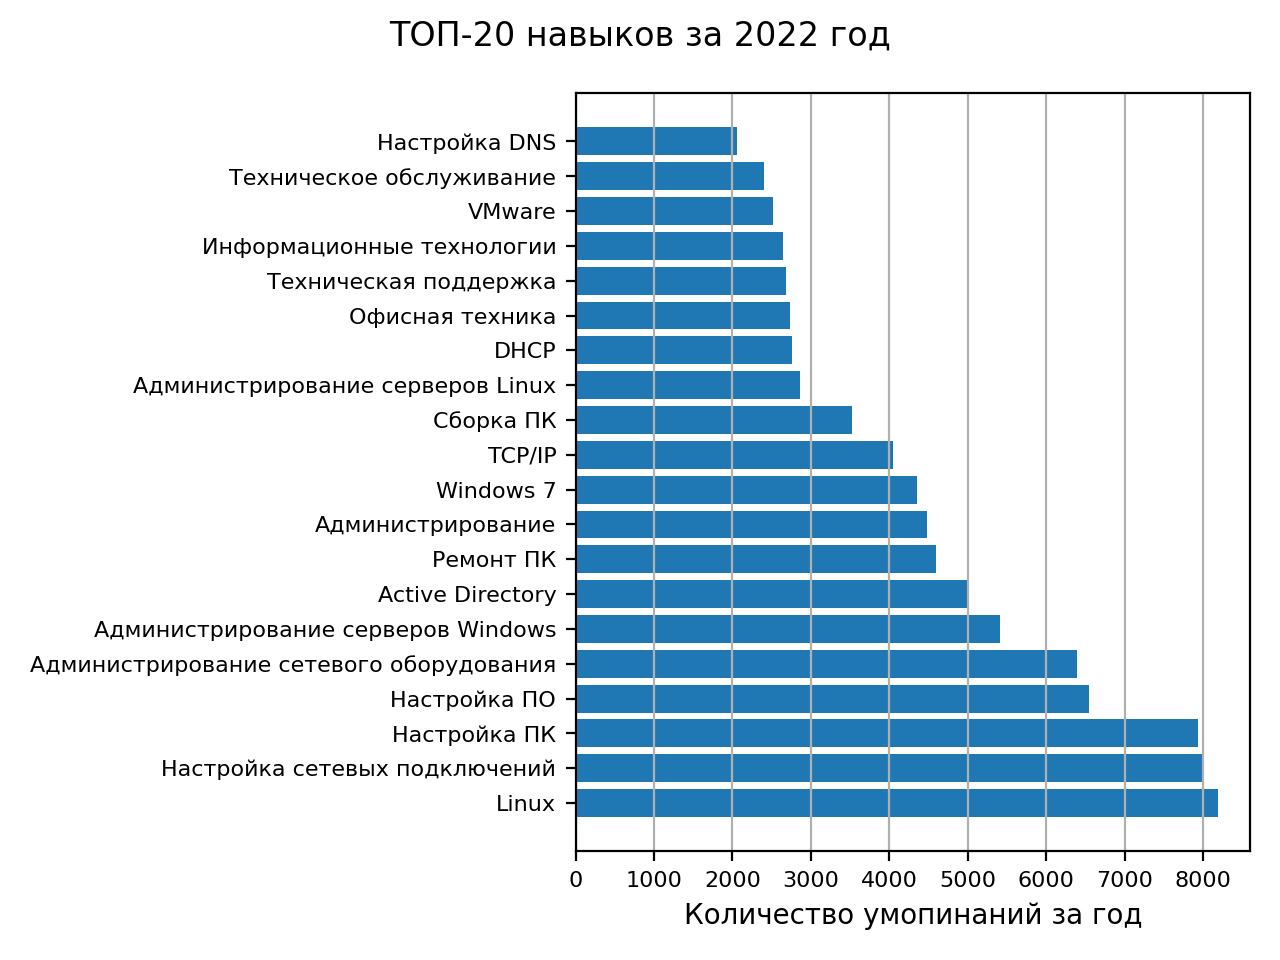 ТОП-20 навыков за 2022 год
Настройка DNS
Техническое обслуживание
VMware
Информационные технологии
Техническая поддержка
Офисная техника
DHCP
Администрирование серверов Linux
Сборка ПК
TCP/IP
Windows 7
Администрирование
Ремонт ПК
Active Directory
Администрирование серверов Windows
Администрирование сетевого оборудования
Настройка ПО
Настройка ПК
Настройка сетевых подключений
Linux
0 1000 2000 3000 4000 5000 6000 7000 8000
Количество умопинаний за год